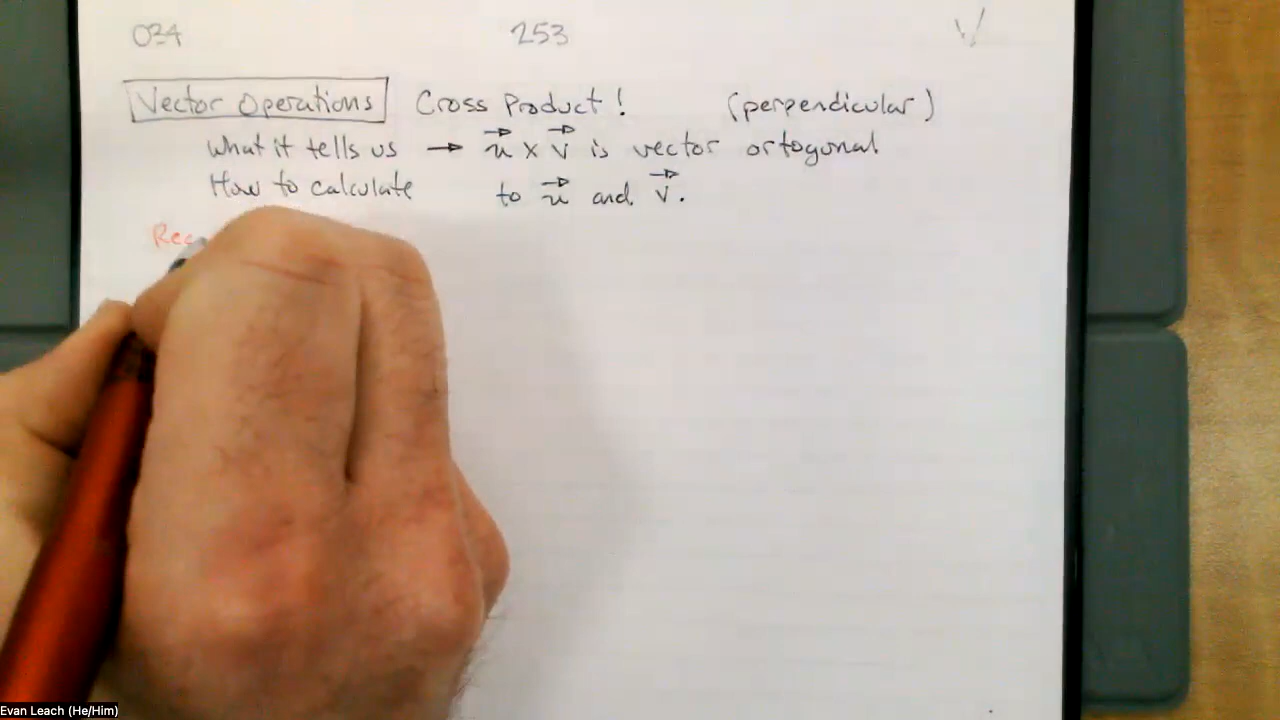 034 253 V
Vector Operations Cross Product! (perpendicular)
What it tells us → u⃗ x v⃗ is vector ortogonal
How to calculate to u⃗ and v⃗.
Rec
Evan Leach (He/Him)